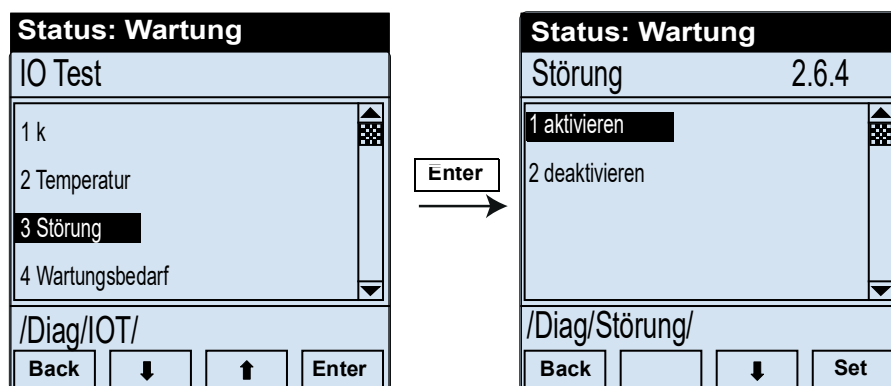 Status: Wartung
IO Test
1 k
2 Temperatur
3 Störung
4 Wartungsbedarf
/Diag/IOT/
Back ⬇ ⬆ Enter
Enter
Status: Wartung
Störung 2.6.4
1 aktivieren
2 deaktivieren
/Diag/Störung/
Back ⬇ Set